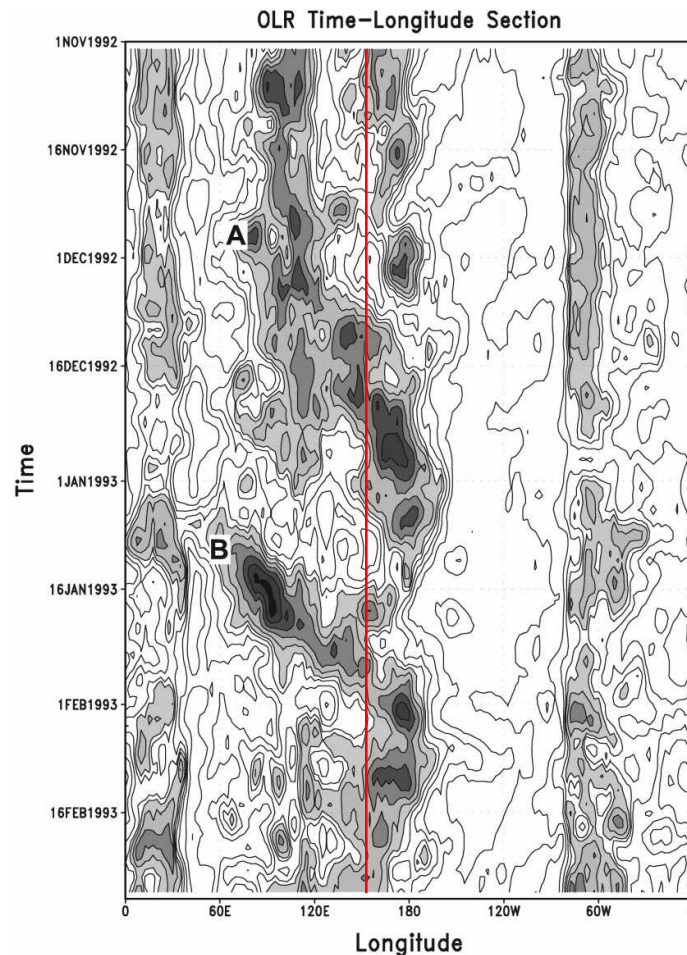 OLR Time-Longitude Section
1NOV1992
16NOV1992
A
1DEC1992
16DEC1992
Time
1JAN1993
B
16JAN1993
1FEB1993
16FEB1993
0 60E 120E 180 120W 60W
Longitude